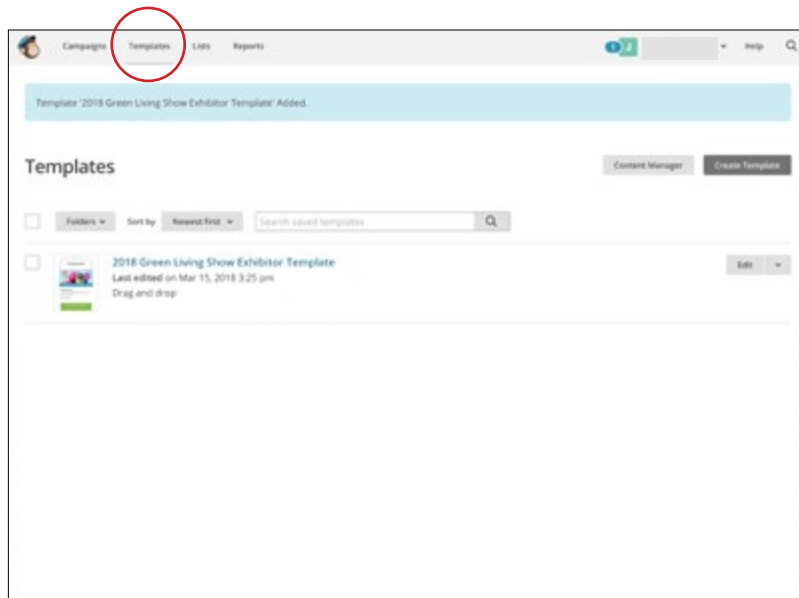 Campaigns Templates Lists Reports Help
Template '2018 Green Living Show Exhibitor Template' Added.
Templates
Content Manager Create Template
Folders Sort by Newest First Search saved templates
2018 Green Living Show Exhibitor Template
Last edited on Mar 15, 2018 3:25 pm
Edit
Drag and drop